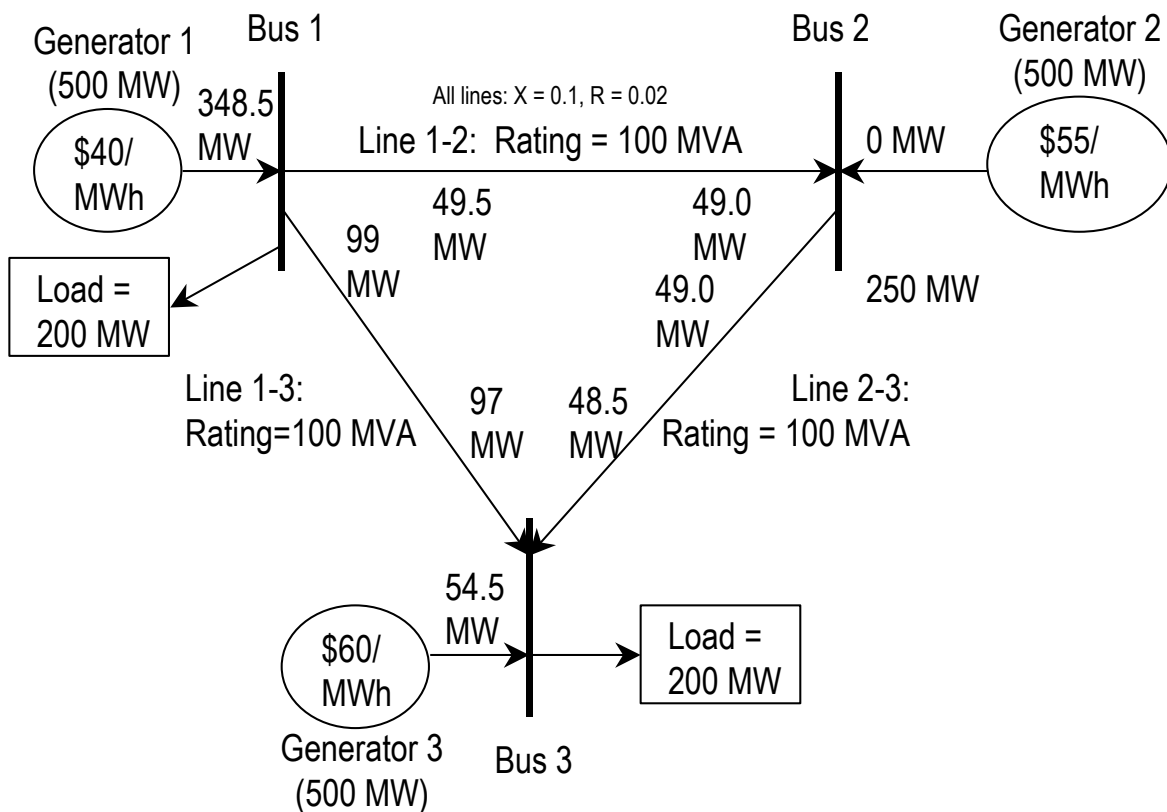 Bus 1
Bus 2
Generator 1
(500 MW)
Generator 2
(500 MW)
348.5
MW
All lines: X = 0.1, R = 0.02
Line 1-2: Rating = 100 MVA
0 MW
$40/
MWh
$55/
MWh
49.5
MW
49.0
MW
99
MW
49.0
MW
250 MW
Load =
200 MW
Line 1-3:
Rating=100 MVA
97
MW
48.5
MW
Line 2-3:
Rating = 100 MVA
54.5
MW
$60/
MWh
Load =
200 MW
Generator 3
(500 MW)
Bus 3